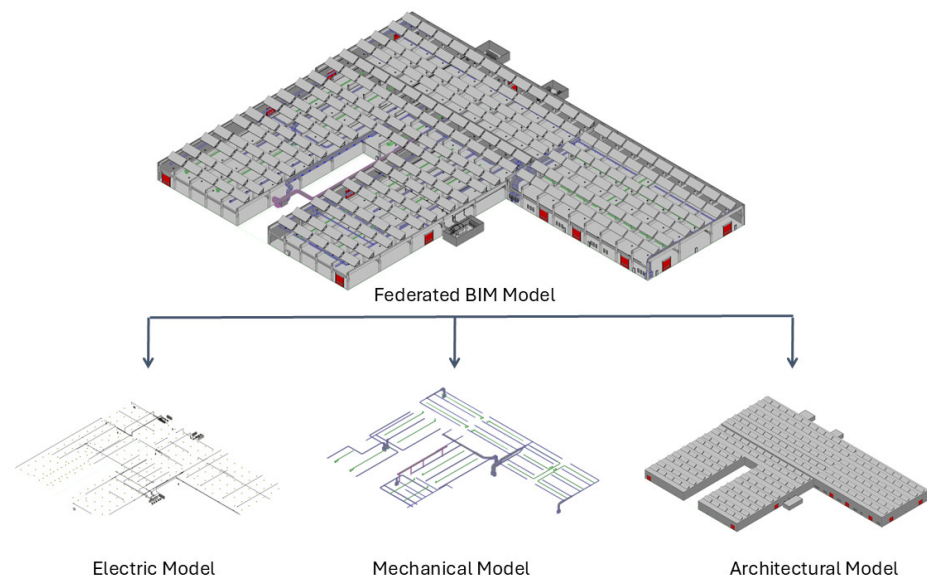 Federated BIM Model
Electric Model
Mechanical Model
Architectural Model